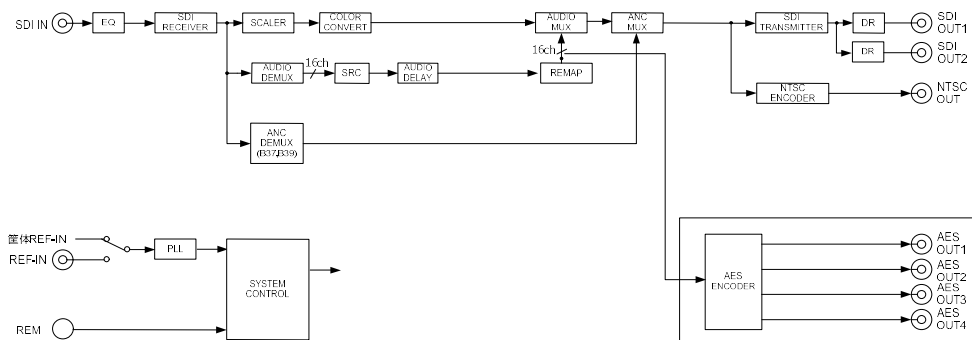 SDI IN
EQ
SDI
RECEIVER
SCALER
COLOR
CONVERT
AUDIO
MUX
ANC
MUX
SDI
TRANSMITTER
DR
SDI
OUT1
DR
SDI
OUT2
16ch
AUDIO
DEMUX
16ch
SRC
AUDIO
DELAY
REMAP
NTSC
ENCODER
NTSC
OUT
ANC
DEMUX
(B37,B39)
筐体REF-IN
REF-IN
PLL
SYSTEM
CONTROL
REM
AES
ENCODER
AES
OUT1
AES
OUT2
AES
OUT3
AES
OUT4